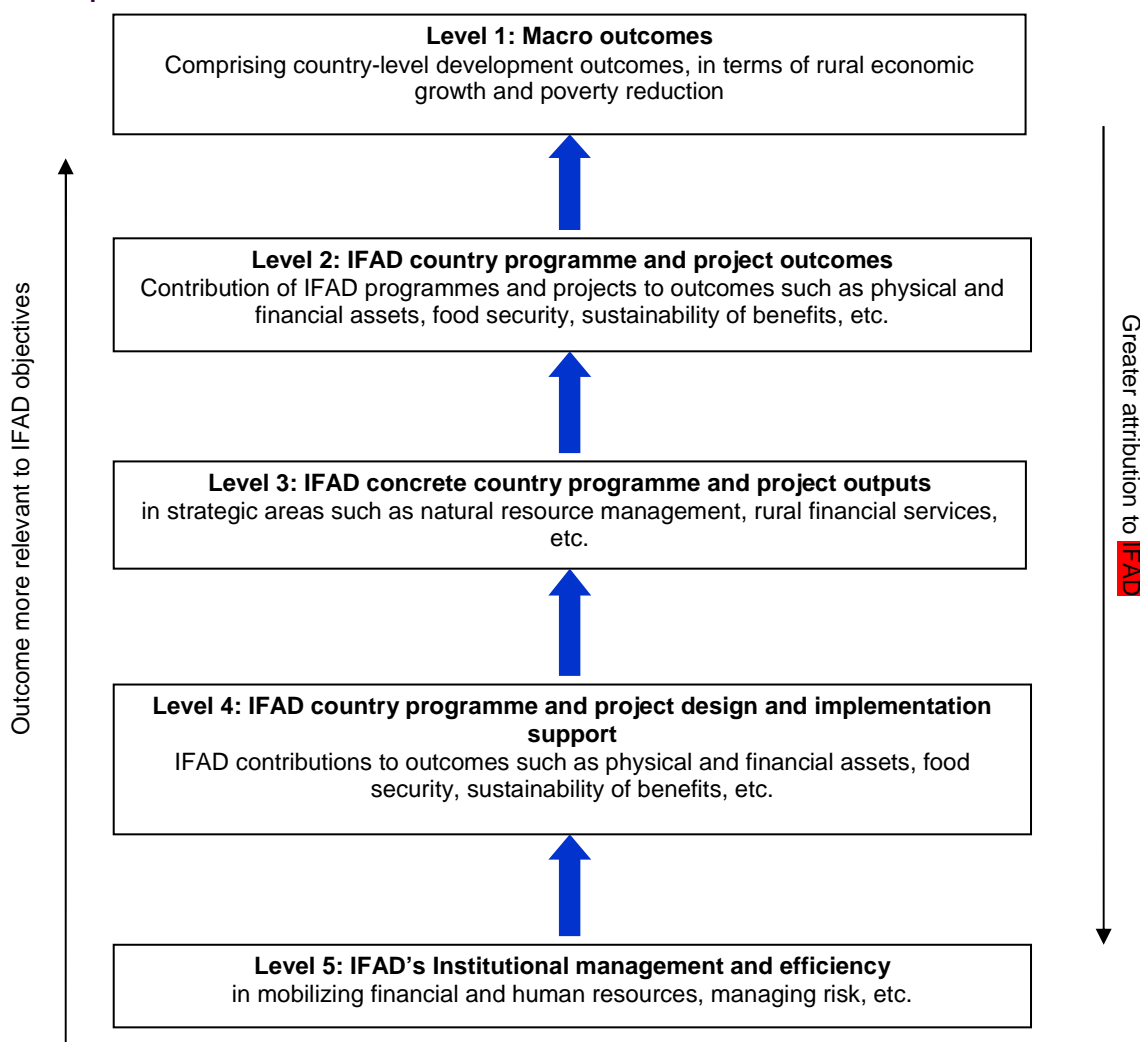 Level 1: Macro outcomes
Comprising country-level development outcomes, in terms of rural economic
growth and poverty reduction
Level 2: IFAD country programme and project outcomes
Contribution of IFAD programmes and projects to outcomes such as physical and
financial assets, food security, sustainability of benefits, etc.
Level 3: IFAD concrete country programme and project outputs
in strategic areas such as natural resource management, rural financial services,
etc.
Level 4: IFAD country programme and project design and implementation
support
IFAD contributions to outcomes such as physical and financial assets, food
security, sustainability of benefits, etc.
Level 5: IFAD’s Institutional management and efficiency
in mobilizing financial and human resources, managing risk, etc.
Outcome more relevant to IFAD objectives
Greater attribution to IFAD